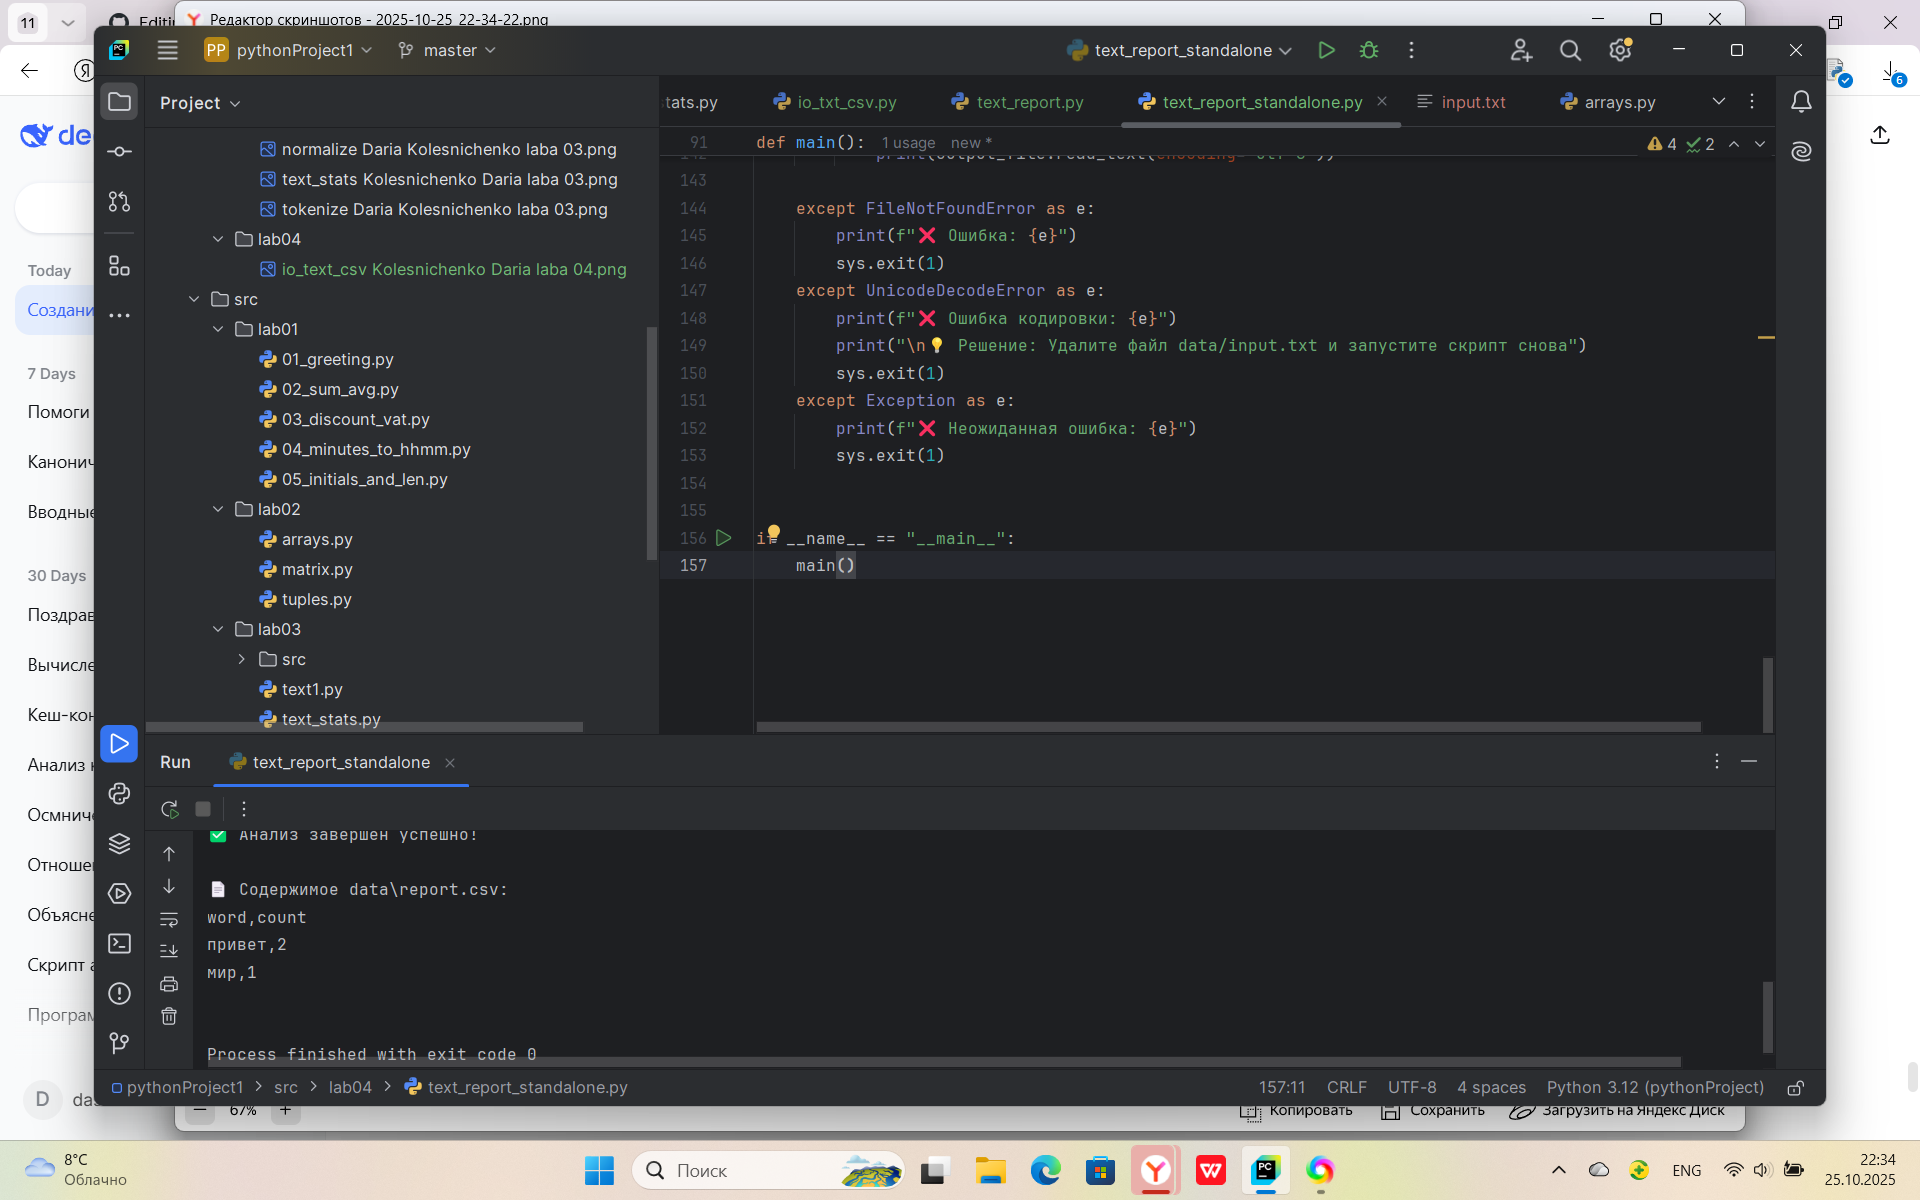 11
Editi
Редактор скриншотов - 2025-10-25_22-34-22.png
PP pythonProject1
master
text_report_standalone
Project
tats.py
io_txt_csv.py
text_report.py
text_report_standalone.py
input.txt
arrays.py
6
de
91 def main(): 1 usage new *
4 2
normalize Daria Kolesnichenko laba 03.png
text_stats Kolesnichenko Daria laba 03.png
tokenize Daria Kolesnichenko laba 03.png
lab04
io_text_csv Kolesnichenko Daria laba 04.png
src
lab01
01_greeting.py
02_sum_avg.py
03_discount_vat.py
04_minutes_to_hhmm.py
05_initials_and_len.py
lab02
arrays.py
matrix.py
tuples.py
lab03
src
text1.py
text_stats.py
143
144 except FileNotFoundError as e:
145 print(f"❌ Ошибка: {e}")
146 sys.exit(1)
147 except UnicodeDecodeError as e:
148 print(f"❌ Ошибка кодировки: {e}")
149 print("\n💡 Решение: Удалите файл data/input.txt и запустите скрипт снова")
150 sys.exit(1)
151 except Exception as e:
152 print(f"❌ Неожиданная ошибка: {e}")
153 sys.exit(1)
154
155
156 if __name__ == "__main__":
157 main()
Today
Создани
7 Days
Помоги
Канонич
Вводные
30 Days
Поздрав
Вычисле
Кеш-кон
Анализ к
Осмниче
Отношен
Объясне
Скрипт а
Програм
D das
Run
text_report_standalone
✅ Анализ завершен успешно!
📄 Содержимое data\report.csv:
word,count
привет,2
мир,1
Process finished with exit code 0
pythonProject1 > src > lab04 > text_report_standalone.py
157:11 CRLF UTF-8 4 spaces Python 3.12 (pythonProject)
67%
Копировать
Сохранить
Загрузить на Яндекс Диск
8°C
Облачно
Поиск
ENG
22:34
25.10.2025